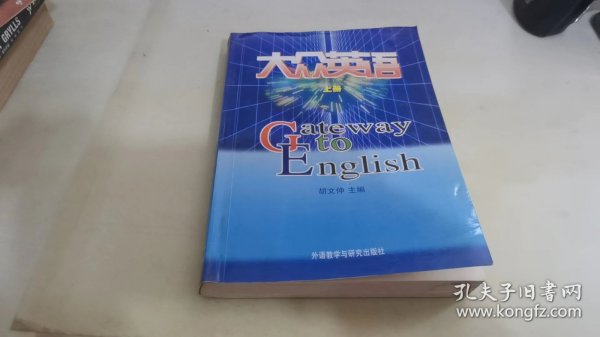 GRYLLS
大众英语
上册
Gateway
to
English
胡文仲 主编
外语教学与研究出版社
孔夫子旧书网
www.kongfz.com